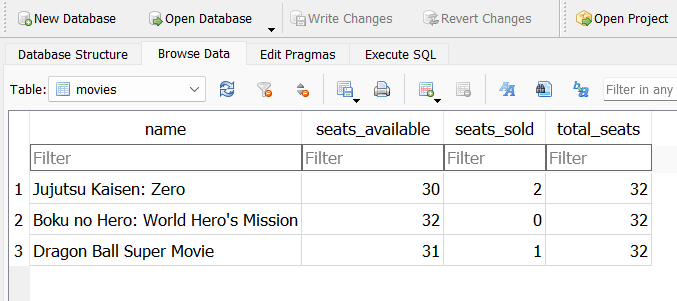 New Database Open Database Write Changes Revert Changes Open Project
Database Structure Browse Data Edit Pragmas Execute SQL
Table: movies Filter in any
name seats_available seats_sold total_seats
Filter Filter Filter Filter
1 Jujutsu Kaisen: Zero 30 2 32
2 Boku no Hero: World Hero's Mission 32 0 32
3 Dragon Ball Super Movie 31 1 32